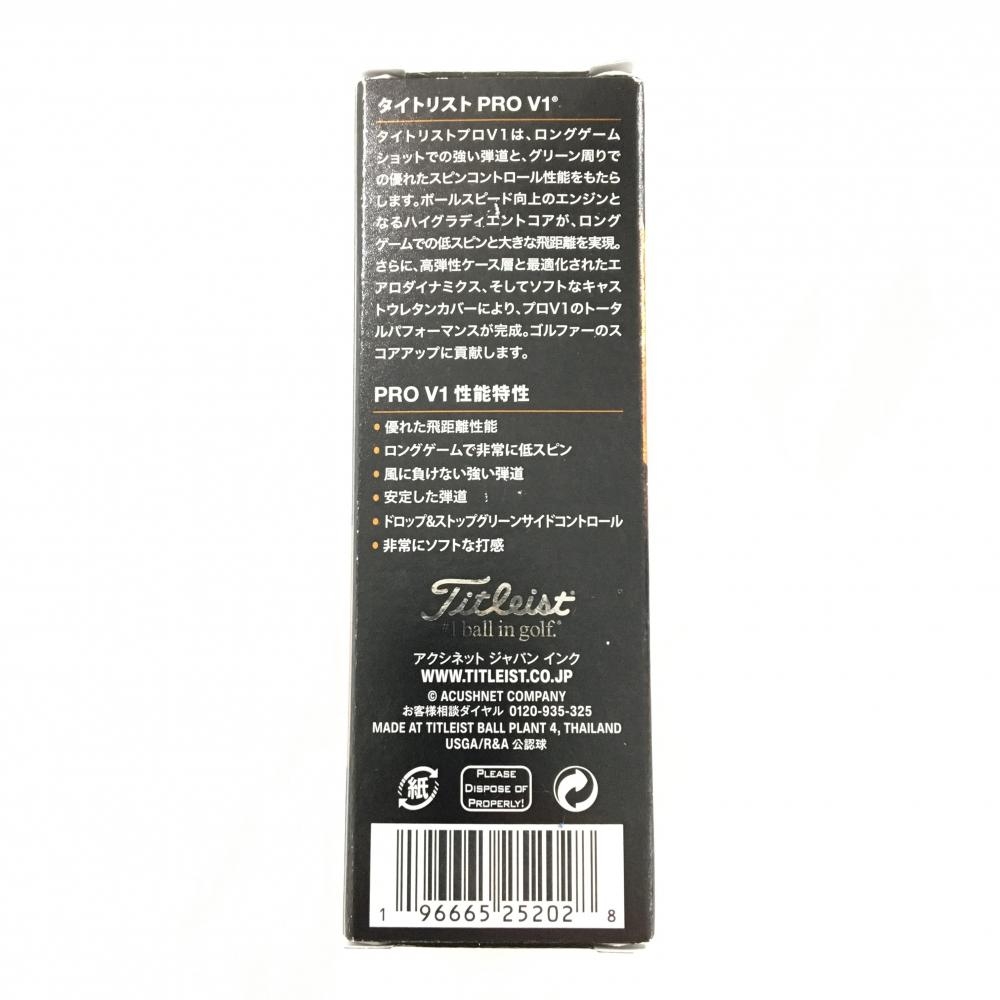 タイトリスト PRO V1®
タイトリストプロV1は、ロングゲーム
ショットでの強い弾道と、グリーン周りで
の優れたスピンコントロール性能をもたら
します。ボールスピード向上のエンジンと
なるハイグラディエントコアが、ロング
ゲームでの低スピンと大きな飛距離を実現。
さらに、高弾性ケース層と最適化されたエ
アロダイナミクス、そしてソフトなキャス
トウレタンカバーにより、プロV1のトータ
ルパフォーマンスが完成。ゴルファーのス
コアアップに貢献します。
PRO V1 性能特性
• 優れた飛距離性能
• ロングゲームで非常に低スピン
• 風に負けない強い弾道
• 安定した弾道
• ドロップ&ストップグリーンサイドコントロール
• 非常にソフトな打感
Titleist®
#1 ball in golf.®
アクシネット ジャパン インク
WWW.TITLEIST.CO.JP
© ACUSHNET COMPANY
お客様相談ダイヤル 0120-935-325
MADE AT TITLEIST BALL PLANT 4, THAILAND
USGA/R&A 公認球
紙
PLEASE
DISPOSE OF
PROPERLY!
1 96665 25202 8